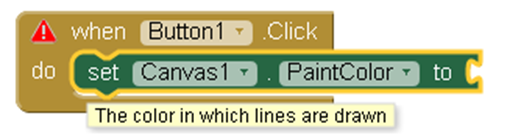 when Button1 .Click
do set Canvas1 . PaintColor to
The color in which lines are drawn